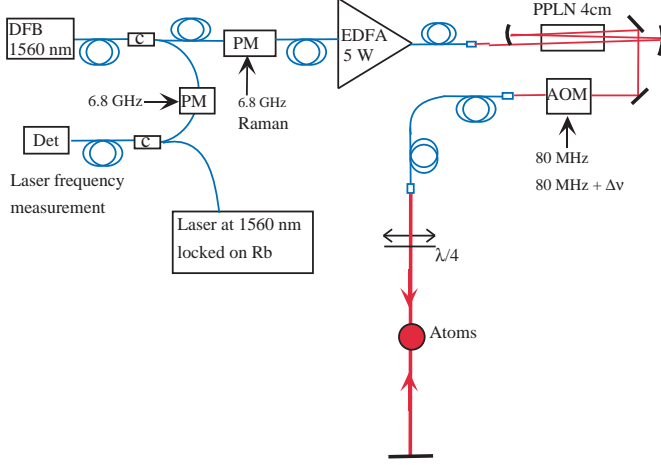 DFB
1560 nm
C
PM
EDFA
5 W
PPLN 4cm
6.8 GHz
PM
6.8 GHz
Raman
AOM
Det
C
80 MHz
80 MHz + Δν
Laser frequency
measurement
Laser at 1560 nm
locked on Rb
λ/4
Atoms